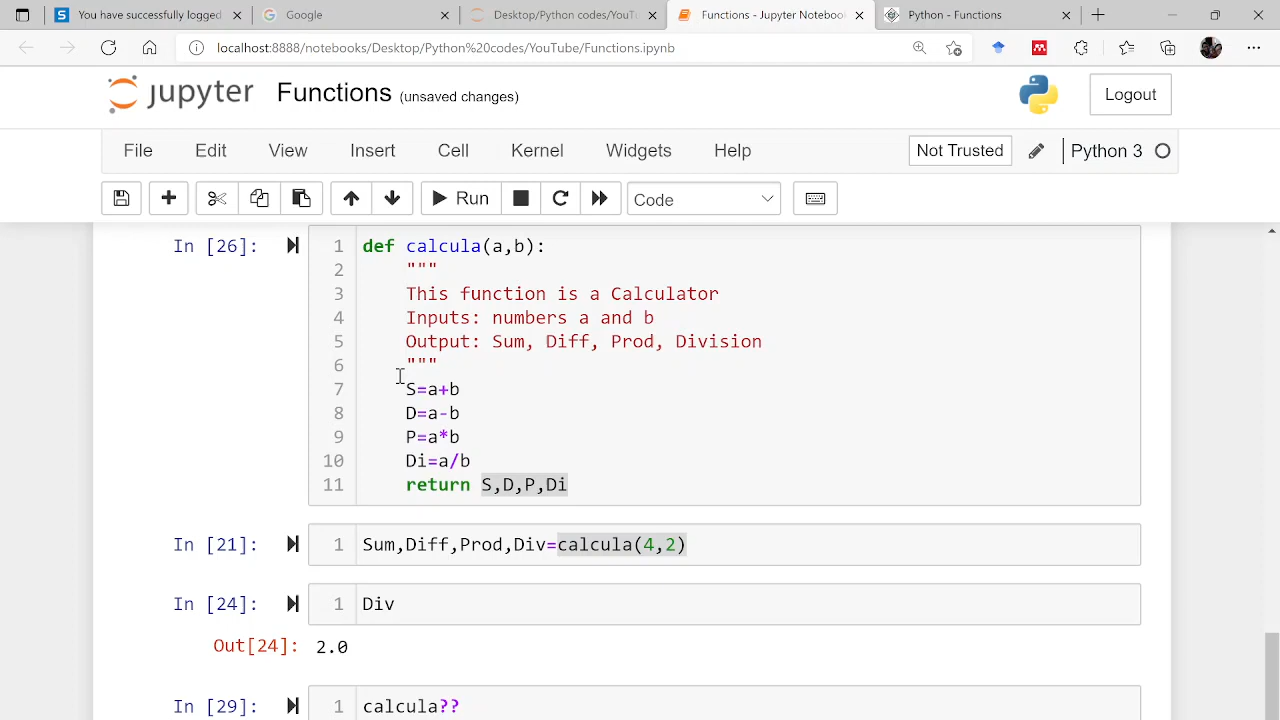 You have successfully logged
Google
Desktop/Python codes/YouTu
Functions - Jupyter Notebook
Python - Functions
localhost:8888/notebooks/Desktop/Python%20codes/YouTube/Functions.ipynb
jupyter Functions (unsaved changes)
Logout
File Edit View Insert Cell Kernel Widgets Help
Not Trusted
Python 3
Run
Code
In [26]:
1 def calcula(a,b):
2 """
3 This function is a Calculator
4 Inputs: numbers a and b
5 Output: Sum, Diff, Prod, Division
6 """
7 S=a+b
8 D=a-b
9 P=a*b
10 Di=a/b
11 return S,D,P,Di
In [21]: 1 Sum,Diff,Prod,Div=calcula(4,2)
In [24]: 1 Div
Out[24]: 2.0
In [29]: 1 calcula??